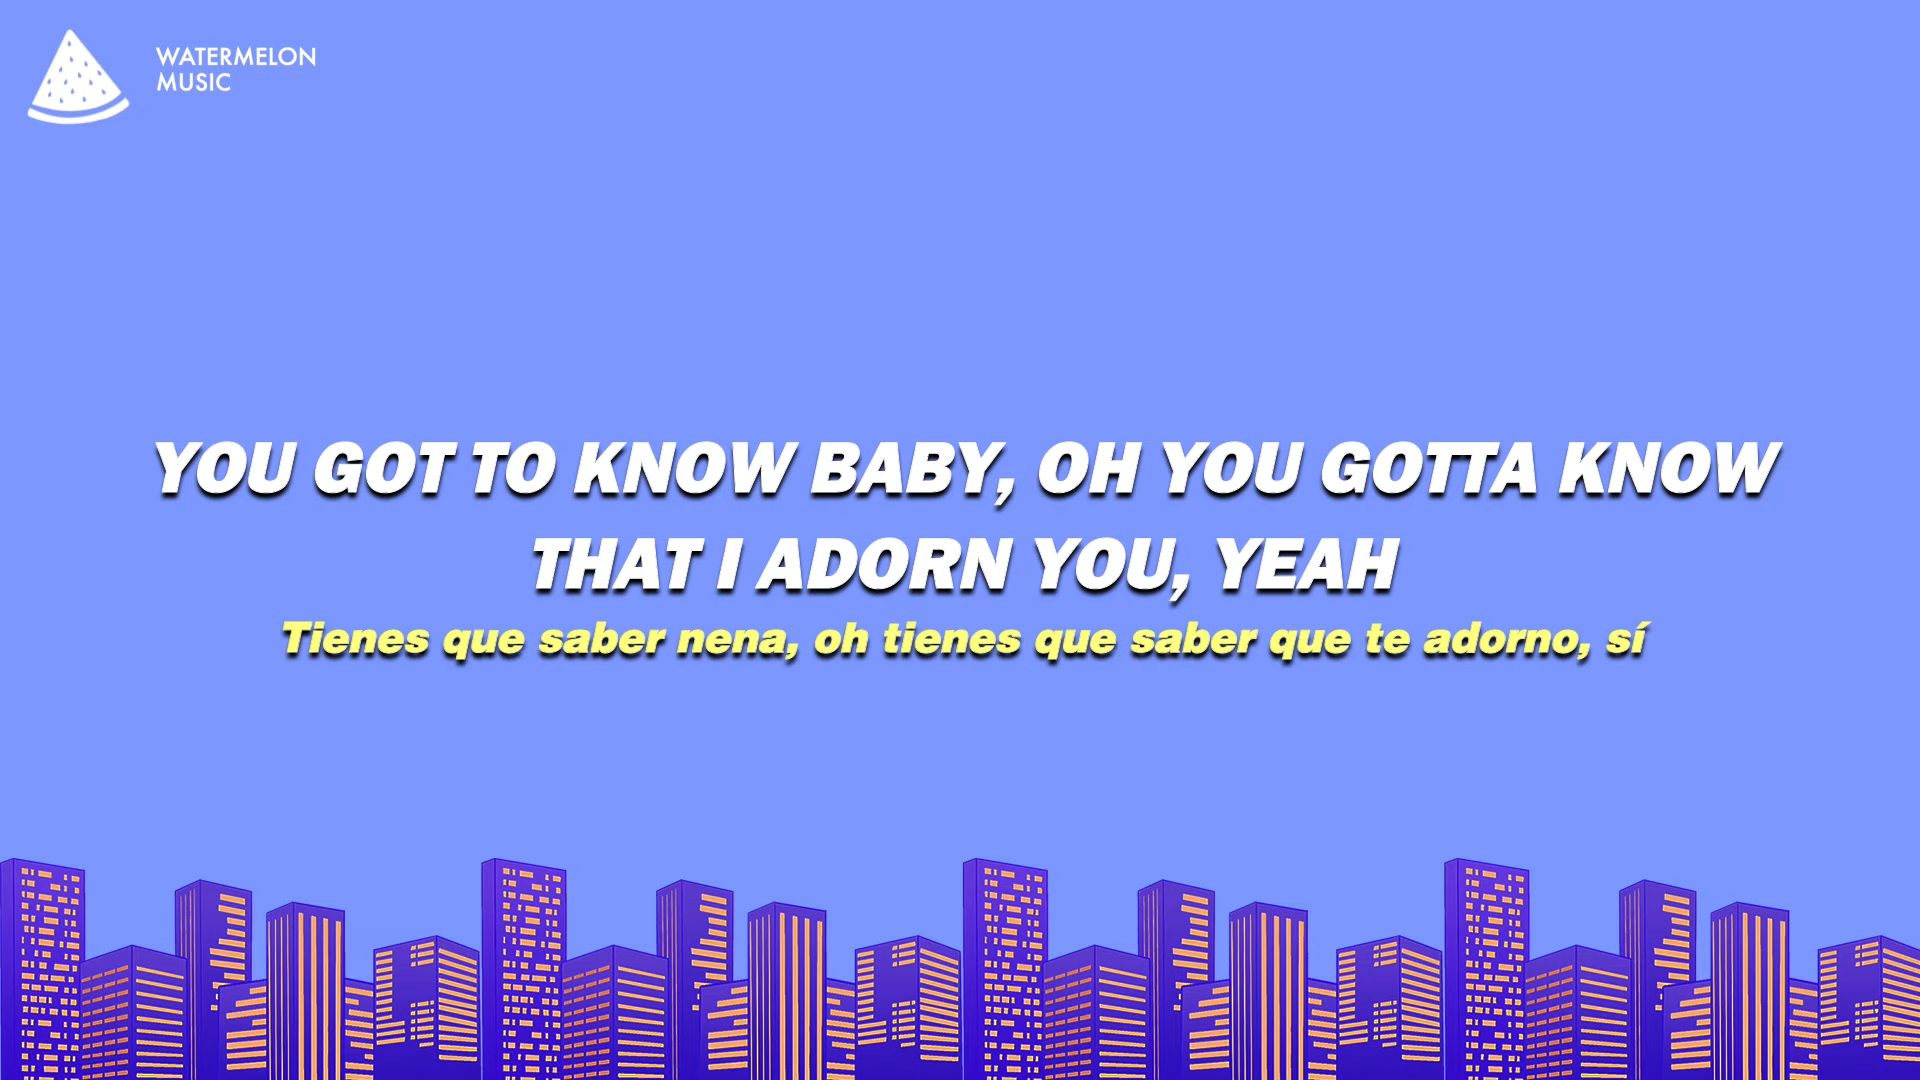 WATERMELON
MUSIC
YOU GOT TO KNOW BABY, OH YOU GOTTA KNOW
THAT I ADORN YOU, YEAH
Tienes que saber nena, oh tienes que saber que te adorno, sí